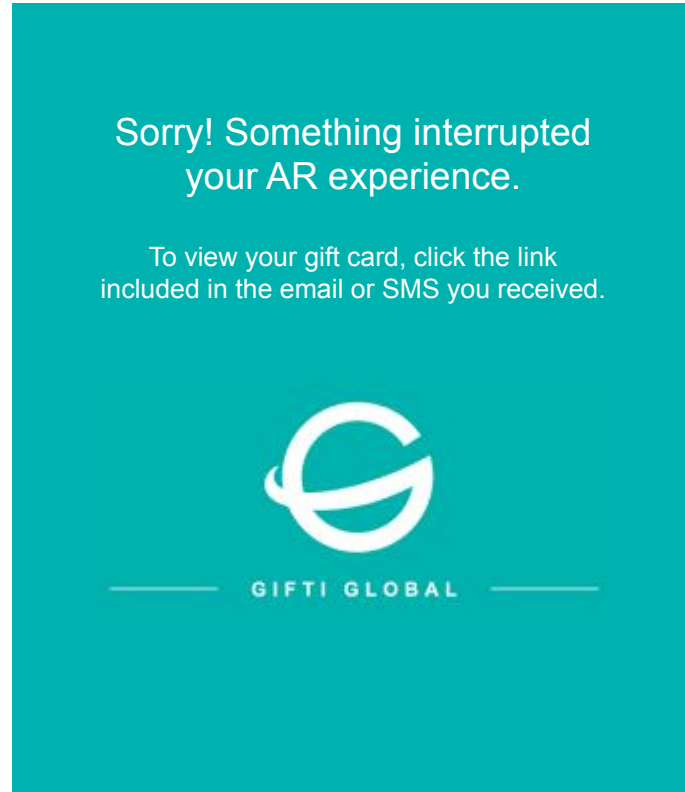 Sorry! Something interrupted
your AR experience.
To view your gift card, click the link
included in the email or SMS you received.
GIFTI GLOBAL